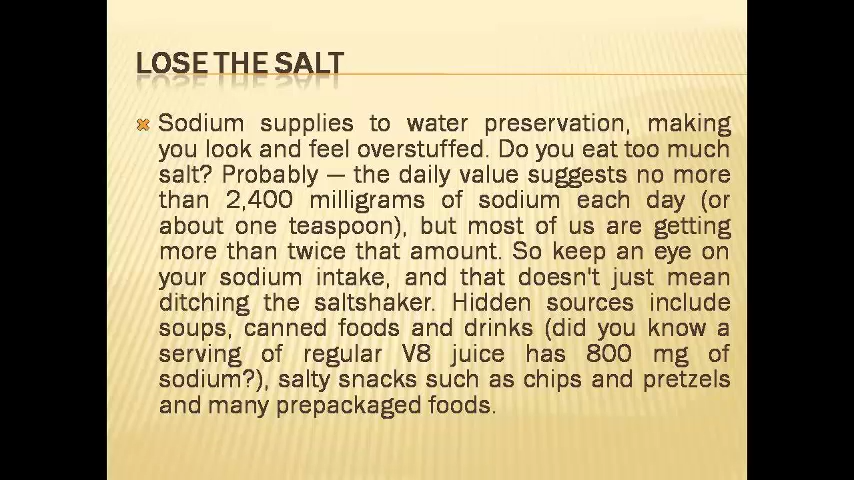 LOSE THE SALT
Sodium supplies to water preservation, making
you look and feel overstuffed. Do you eat too much
salt? Probably — the daily value suggests no more
than 2,400 milligrams of sodium each day (or
about one teaspoon), but most of us are getting
more than twice that amount. So keep an eye on
your sodium intake, and that doesn't just mean
ditching the saltshaker. Hidden sources include
soups, canned foods and drinks (did you know a
serving of regular V8 juice has 800 mg of
sodium?), salty snacks such as chips and pretzels
and many prepackaged foods.